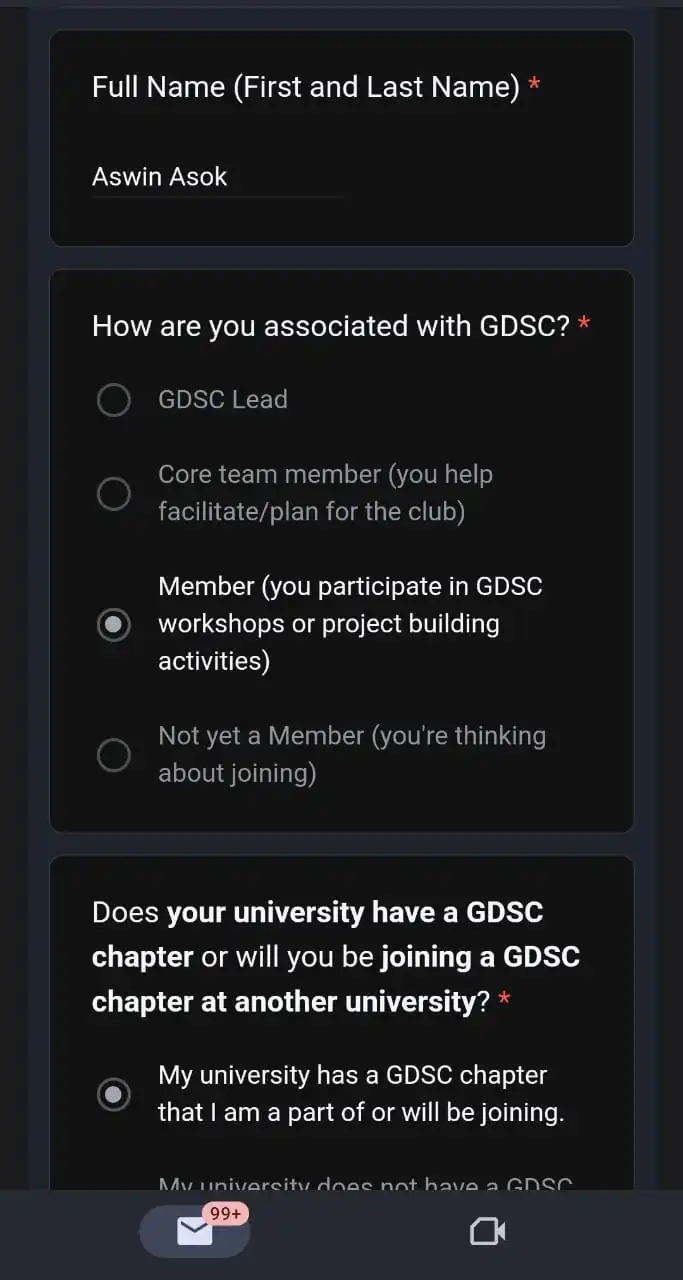 Full Name (First and Last Name) *
Aswin Asok
How are you associated with GDSC? *
GDSC Lead
Core team member (you help
facilitate/plan for the club)
Member (you participate in GDSC
workshops or project building
activities)
Not yet a Member (you're thinking
about joining)
Does your university have a GDSC
chapter or will you be joining a GDSC
chapter at another university? *
My university has a GDSC chapter
that I am a part of or will be joining.
My university does not have a GDSC
99+